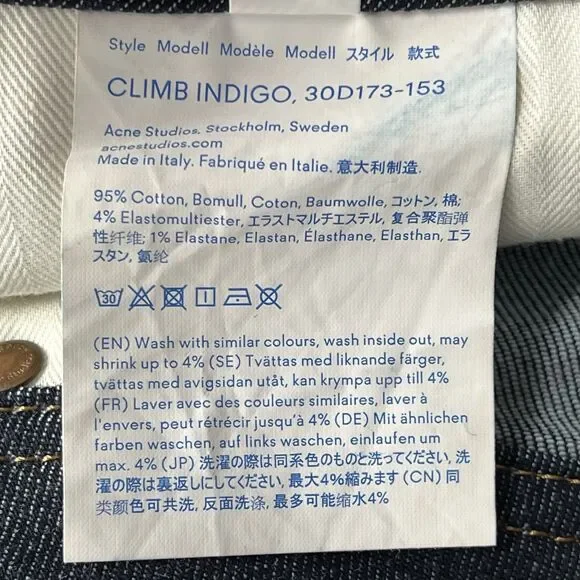 Style Modell Modèle Modell スタイル 款式
CLIMB INDIGO, 30D173-153
Acne Studios, Stockholm, Sweden
acnestudios.com
Made in Italy. Fabriqué en Italie. 意大利制造.
95% Cotton, Bomull, Coton, Baumwolle, コットン, 棉;
4% Elastomultiester, エラストマルチエステル, 复合聚酯弹
性纤维; 1% Elastane, Elastan, Élasthane, Elasthan, エラ
スタン, 氨纶
30
(EN) Wash with similar colours, wash inside out, may
shrink up to 4% (SE) Tvättas med liknande färger,
tvättas med avigsidan utåt, kan krympa upp till 4%
(FR) Laver avec des couleurs similaires. laver à
l'envers, peut rétrécir jusqu'à 4% (DE) Mit ähnlichen
farben waschen, auf links waschen, einlaufen um
max. 4% (JP) 洗濯の際は同系色のものと洗ってください, 洗
濯の際は裏返しにしてください, 最大4%縮みます (CN) 同
类颜色可共洗, 反面洗涤, 最多可能缩水4%